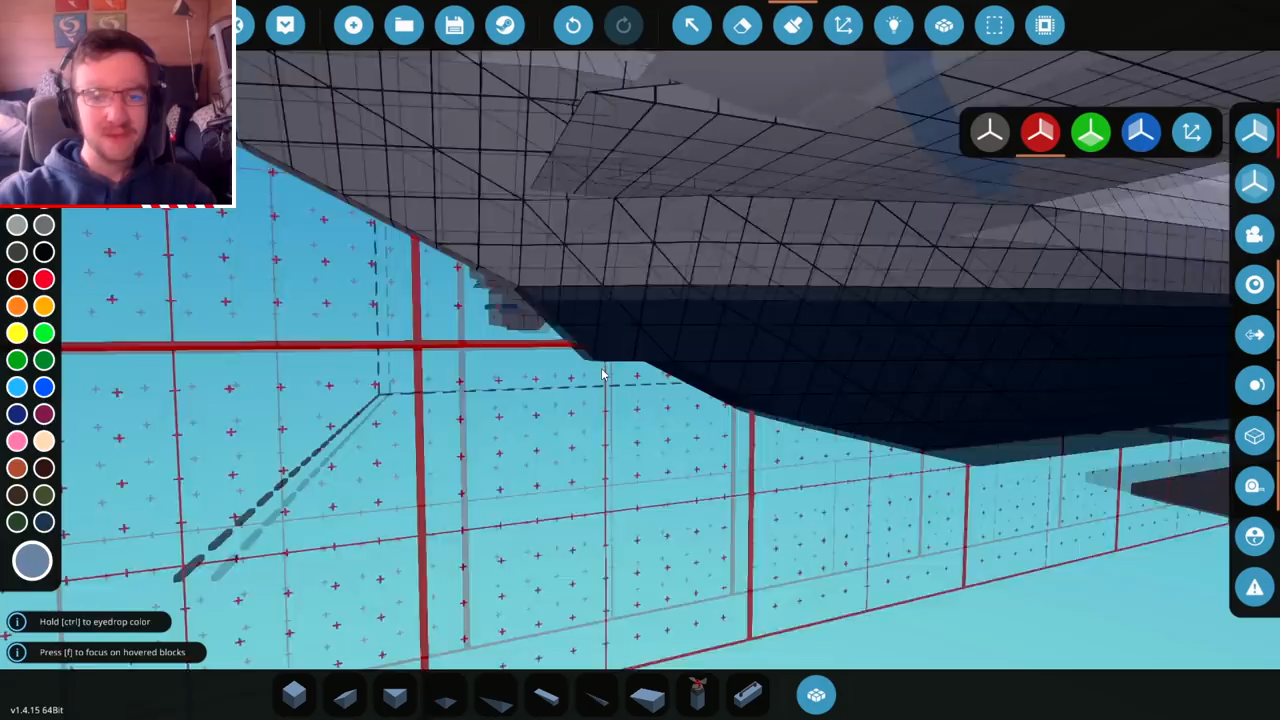 Hold [ctrl] to eyedrop color
Press [f] to focus on hovered blocks
v1.4.15 64Bit